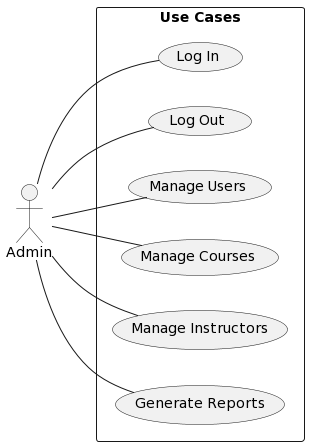 Use Cases
Log In
Log Out
Manage Users
Admin
Manage Courses
Manage Instructors
Generate Reports